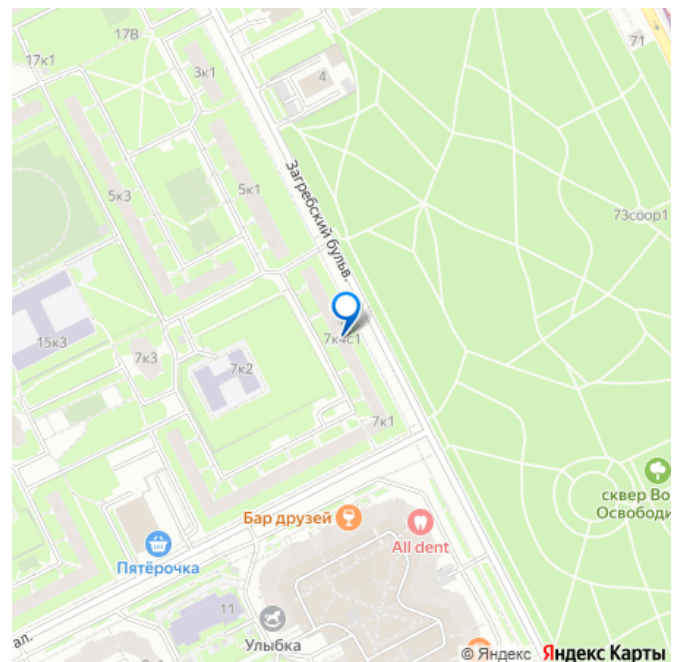 17В
71
17к1
3к1
4
Загребский бульв.
5к3
5к1
73соор1
15к3
7к4с1
7к3
7к2
7к1
сквер Во
Освободи
Бар друзей
All dent
Пятёрочка
11
ал.
Улыбка
© Яндекс Яндекс Карты